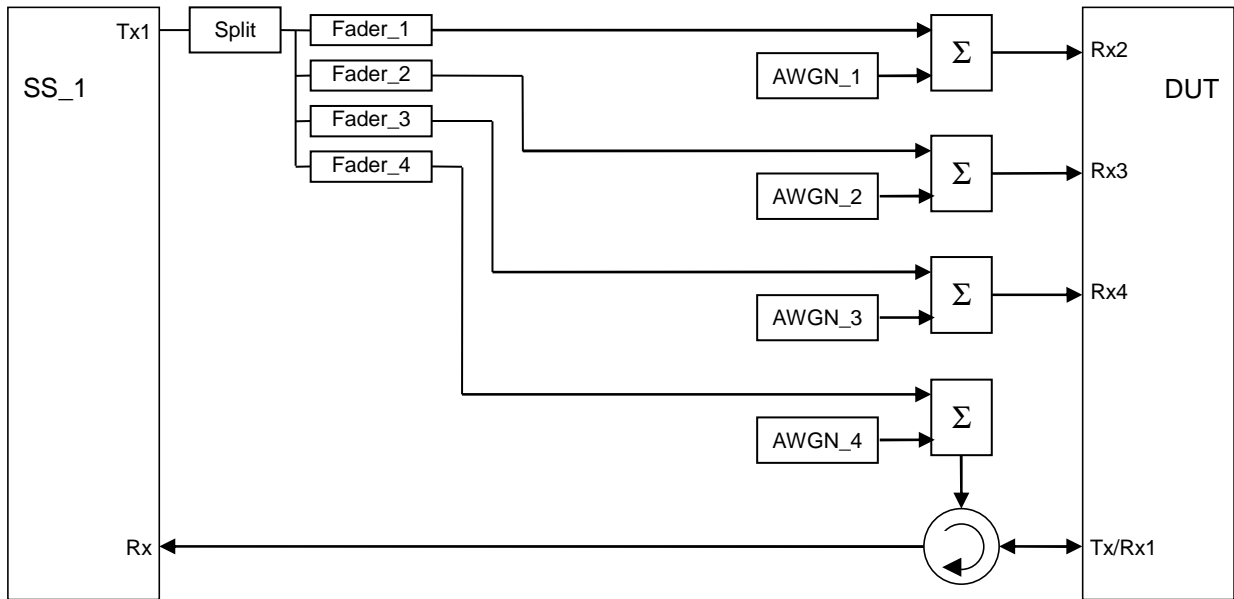 Tx1
Split
Fader_1
Fader_2
Fader_3
Fader_4
SS_1
AWGN_1
Σ
Rx2
DUT
AWGN_2
Σ
Rx3
AWGN_3
Σ
Rx4
AWGN_4
Σ
Rx
Tx/Rx1